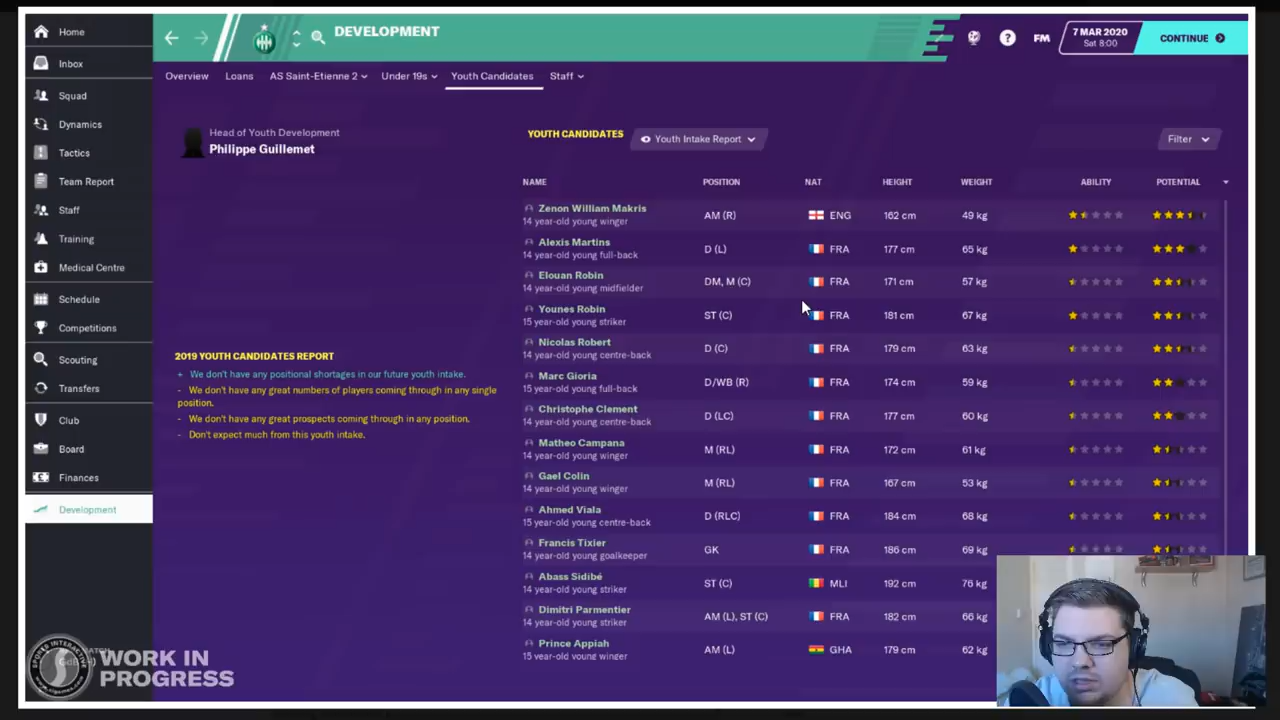 Home
DEVELOPMENT
FM
7 MAR 2020
Sat 8:00
CONTINUE
Inbox
Overview
Loans
AS Saint-Etienne 2
Under 19s
Youth Candidates
Staff
Squad
Dynamics
Tactics
Team Report
Staff
Training
Medical Centre
Schedule
Competitions
Scouting
Transfers
Club
Board
Finances
Development
Head of Youth Development
Philippe Guillemet
2019 YOUTH CANDIDATES REPORT
+ We don't have any positional shortages in our future youth intake.
- We don't have any great numbers of players coming through in any single
position.
- We don't have any great prospects coming through in any position.
- Don't expect much from this youth intake.
YOUTH CANDIDATES
Youth Intake Report
Filter
NAME POSITION NAT HEIGHT WEIGHT ABILITY POTENTIAL
Zenon William Makris
14 year-old young winger
AM (R) ENG 162 cm 49 kg
Alexis Martins
14 year-old young full-back
D (L) FRA 177 cm 65 kg
Elouan Robin
14 year-old young midfielder
DM, M (C) FRA 171 cm 57 kg
Younes Robin
15 year-old young striker
ST (C) FRA 181 cm 67 kg
Nicolas Robert
14 year-old young centre-back
D (C) FRA 179 cm 63 kg
Marc Gioria
15 year-old young full-back
D/WB (R) FRA 174 cm 59 kg
Christophe Clement
14 year-old young centre-back
D (LC) FRA 177 cm 60 kg
Matheo Campana
14 year-old young winger
M (RL) FRA 172 cm 61 kg
Gael Colin
14 year-old young winger
M (RL) FRA 167 cm 53 kg
Ahmed Viala
15 year-old young centre-back
D (RLC) FRA 184 cm 68 kg
Francis Tixier
14 year-old young goalkeeper
GK FRA 186 cm 69 kg
Abass Sidibé
14 year-old young striker
ST (C) MLI 192 cm 76 kg
Dimitri Parmentier
14 year-old young striker
AM (L), ST (C) FRA 182 cm 66 kg
Prince Appiah
15 year-old young winger
AM (L) GHA 179 cm 62 kg
WORK IN
PROGRESS